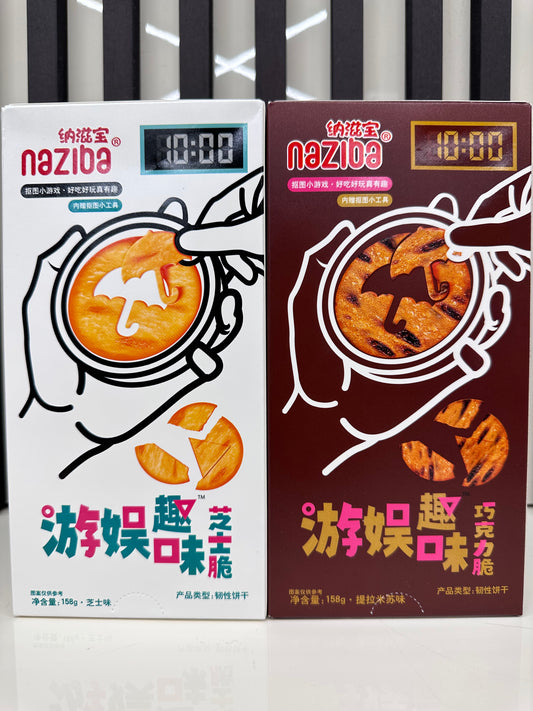 纳滋宝
naziba®
10:00
抠图小游戏·好吃好玩真有趣
内赠抠图小工具
游娱趣味™
芝士脆
图案仅供参考
净含量:158g·芝士味
产品类型:韧性饼干
纳滋宝
naziba®
10:00
抠图小游戏·好吃好玩真有趣
内赠抠图小工具
游娱趣味™
巧克力脆
图案仅供参考
净含量:158g·提拉米苏味
产品类型:韧性饼干